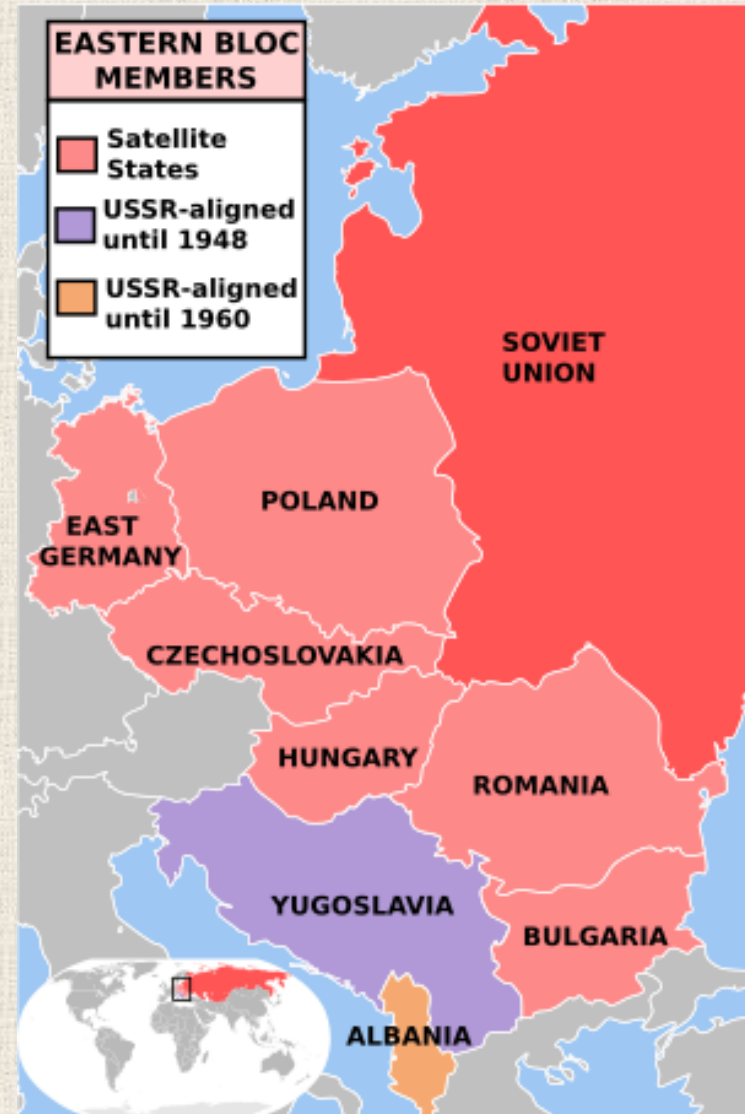 EASTERN BLOC
MEMBERS
Satellite
States
USSR-aligned
until 1948
USSR-aligned
until 1960
SOVIET
UNION
POLAND
EAST
GERMANY
CZECHOSLOVAKIA
HUNGARY
ROMANIA
YUGOSLAVIA
BULGARIA
ALBANIA